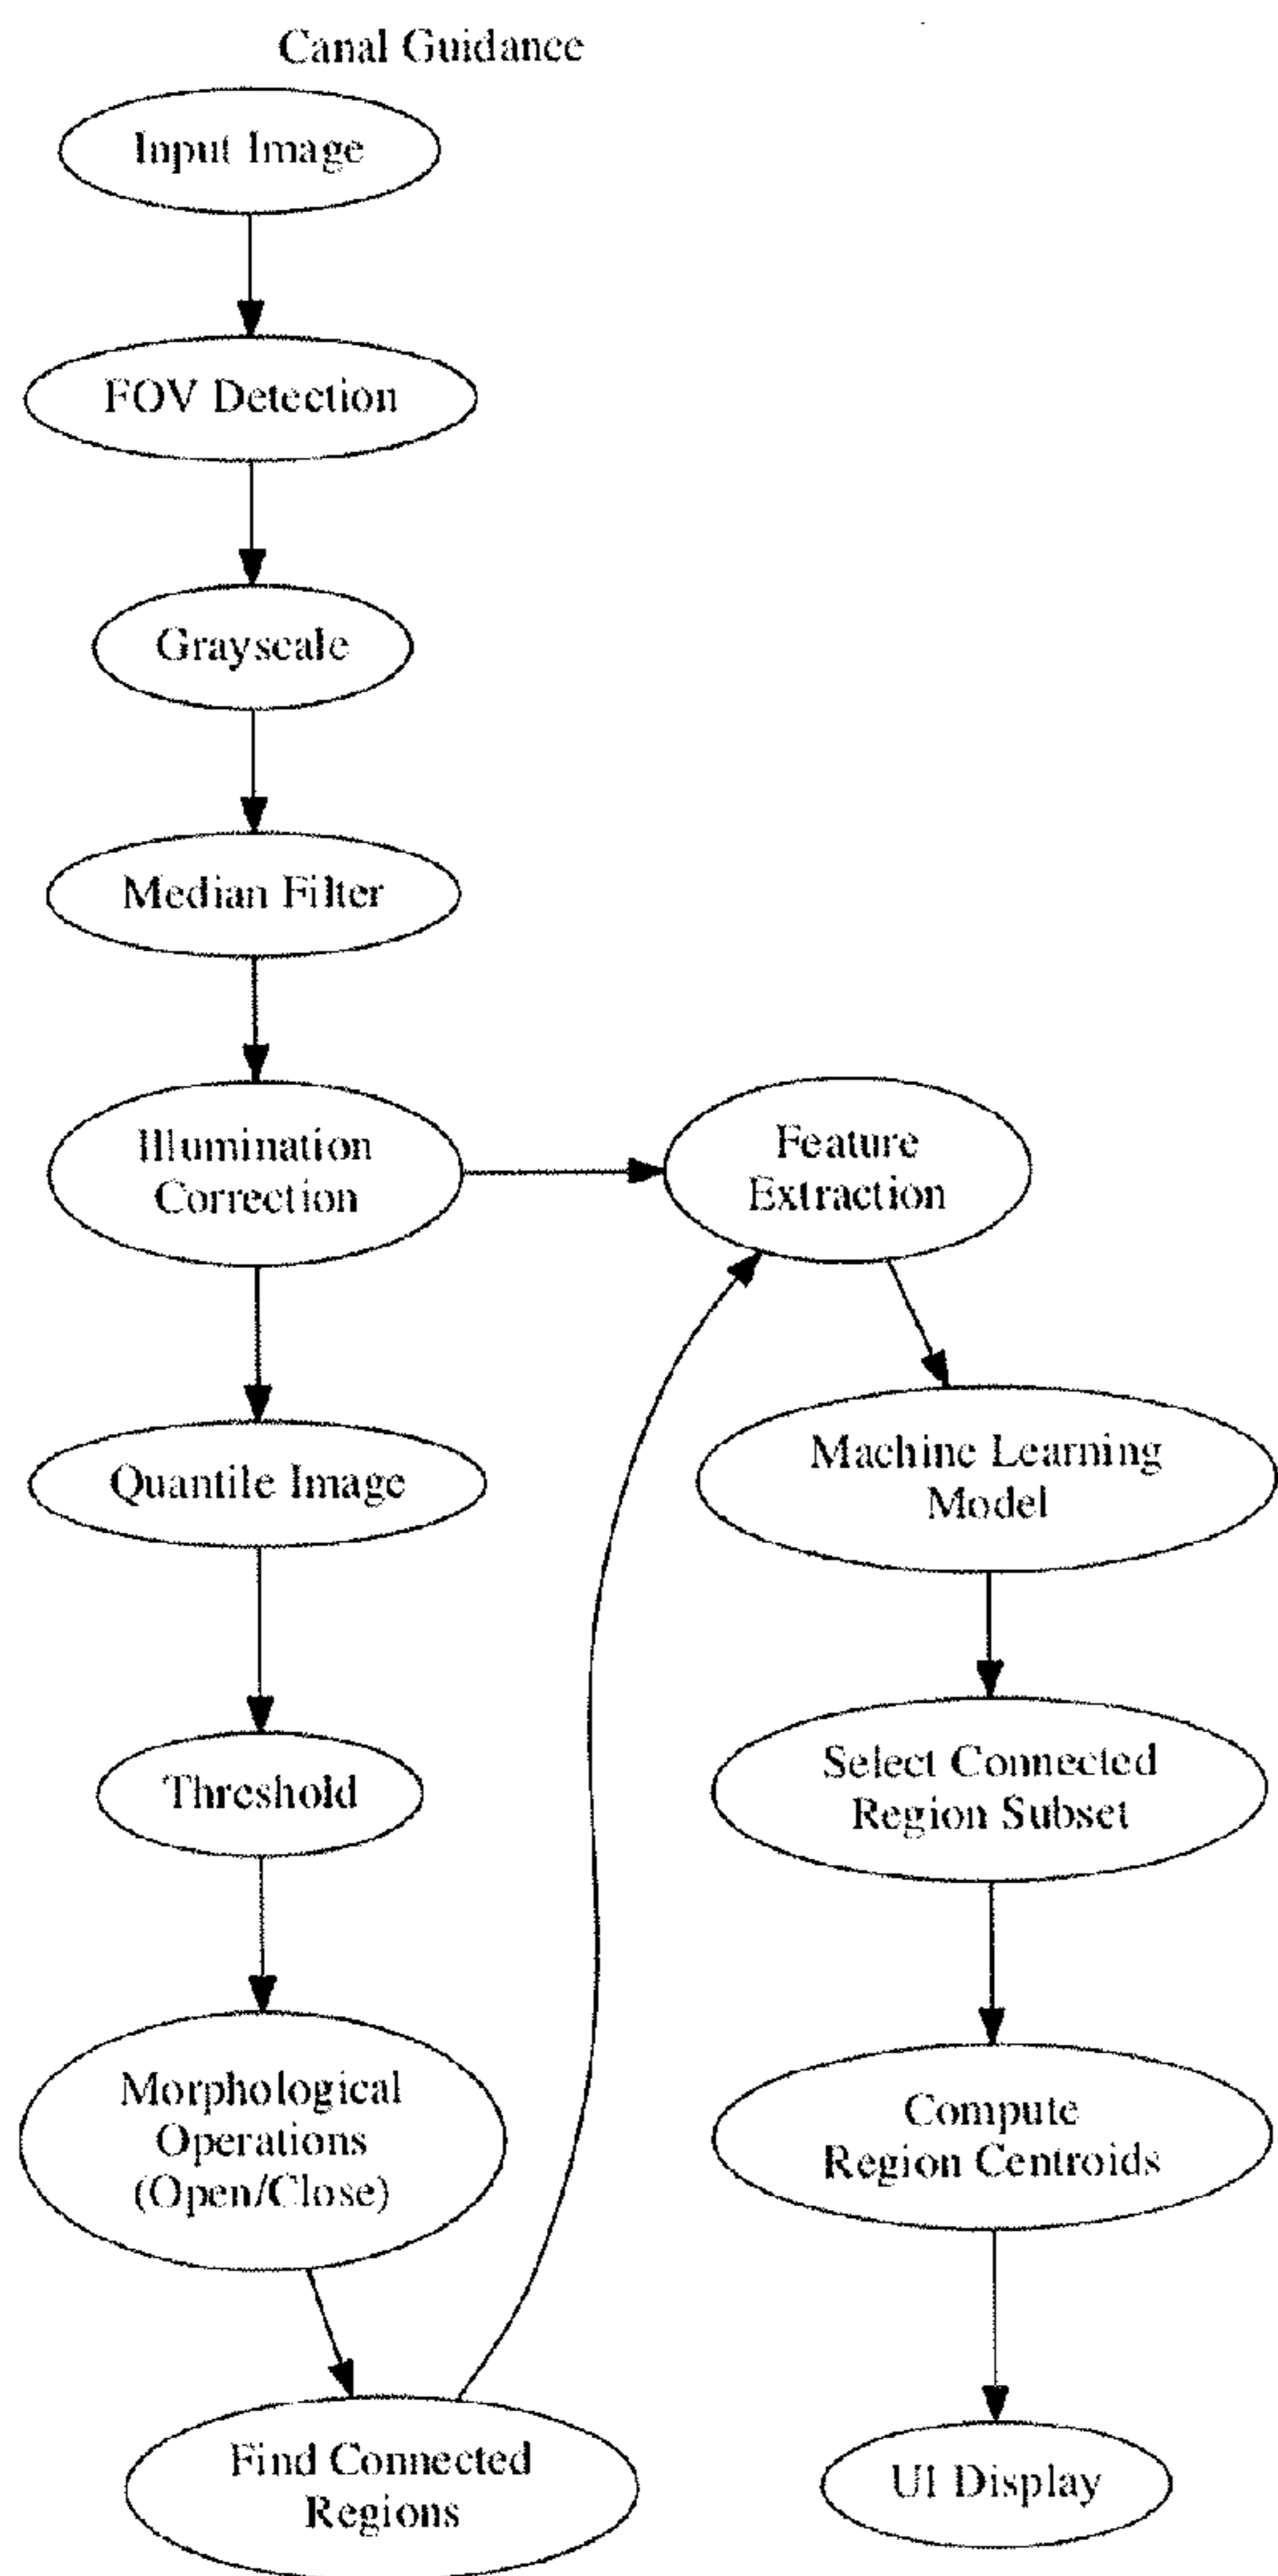 Canal Guidance
Input Image
FOV Detection
Grayscale
Median Filter
Illumination
Correction
Quantile Image
Threshold
Morphological
Operations
(Open/Close)
Find Connected
Regions
Feature
Extraction
Machine Learning
Model
Select Connected
Region Subset
Compute
Region Centroids
UI Display